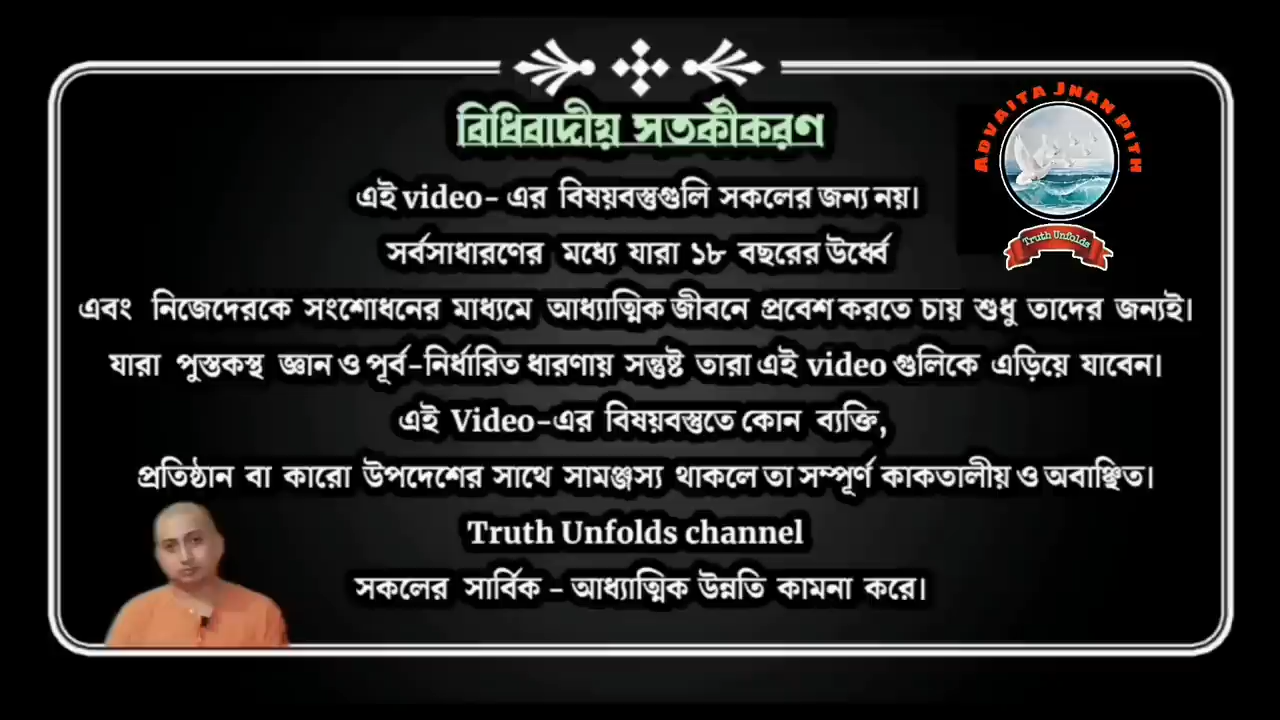 বিধিবাদীয় সতর্কীকরণ
ADVAITA JNAN PITH
Truth Unfolds
এই video- এর বিষয়বস্তুগুলি সকলের জন্য নয়।
সর্বসাধারণের মধ্যে যারা ১৮ বছরের উর্ধ্বে
এবং নিজেদেরকে সংশোধনের মাধ্যমে আধ্যাত্মিক জীবনে প্রবেশ করতে চায় শুধু তাদের জন্যই।
যারা পুস্তকস্থ জ্ঞান ও পূর্ব-নির্ধারিত ধারণায় সন্তুষ্ট তারা এই video গুলিকে এড়িয়ে যাবেন।
এই Video-এর বিষয়বস্তুতে কোন ব্যক্তি,
প্রতিষ্ঠান বা কারো উপদেশের সাথে সামঞ্জস্য থাকলে তা সম্পূর্ণ কাকতালীয় ও অবাঞ্ছিত।
Truth Unfolds channel
সকলের সার্বিক - আধ্যাত্মিক উন্নতি কামনা করে।